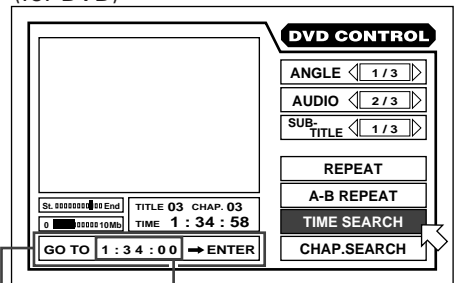 (for DVD)
DVD CONTROL
ANGLE 1/3
AUDIO 2/3
SUB-TITLE 1/3
REPEAT
A-B REPEAT
TIME SEARCH
CHAP.SEARCH
St. End
0 10Mb
TITLE 03 CHAP. 03
TIME 1:34:58
GO TO 1:34:00 ➞ ENTER